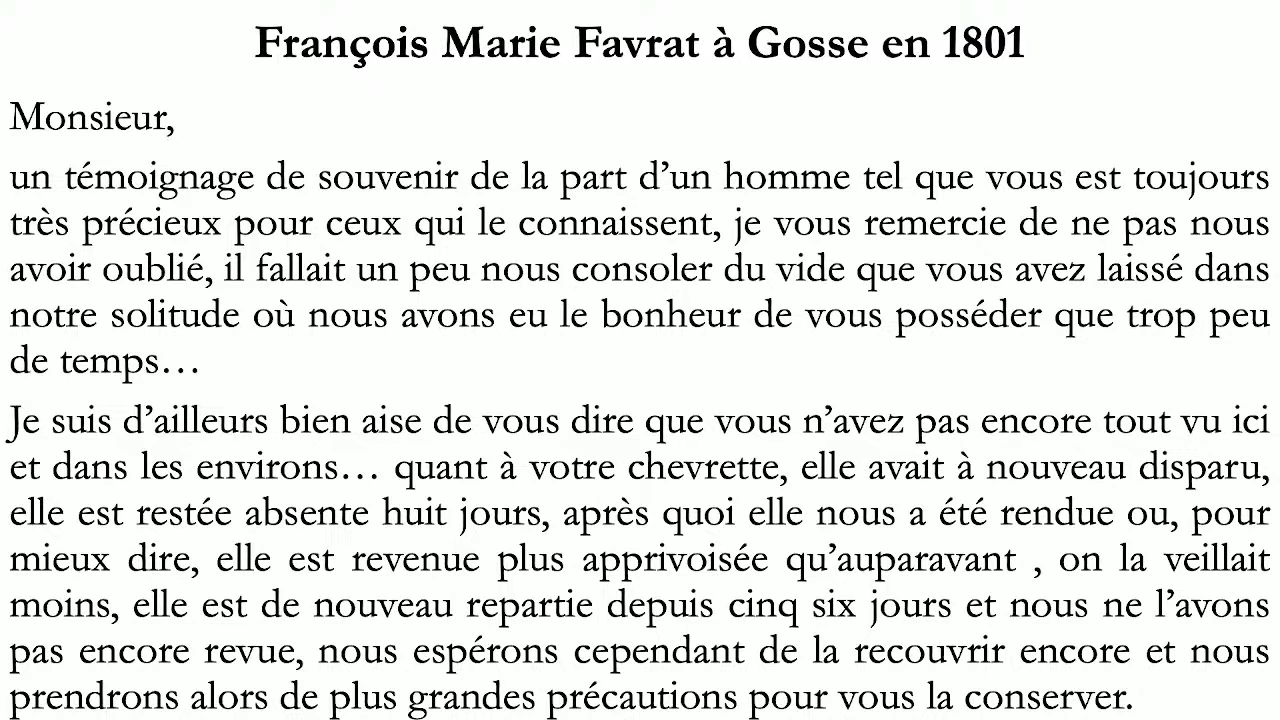 François Marie Favrat à Gosse en 1801
Monsieur,
un témoignage de souvenir de la part d’un homme tel que vous est toujours
très précieux pour ceux qui le connaissent, je vous remercie de ne pas nous
avoir oublié, il fallait un peu nous consoler du vide que vous avez laissé dans
notre solitude où nous avons eu le bonheur de vous posséder que trop peu
de temps…
Je suis d’ailleurs bien aise de vous dire que vous n’avez pas encore tout vu ici
et dans les environs… quant à votre chevrette, elle avait à nouveau disparu,
elle est restée absente huit jours, après quoi elle nous a été rendue ou, pour
mieux dire, elle est revenue plus apprivoisée qu’auparavant , on la veillait
moins, elle est de nouveau repartie depuis cinq six jours et nous ne l’avons
pas encore revue, nous espérons cependant de la recouvrir encore et nous
prendrons alors de plus grandes précautions pour vous la conserver.